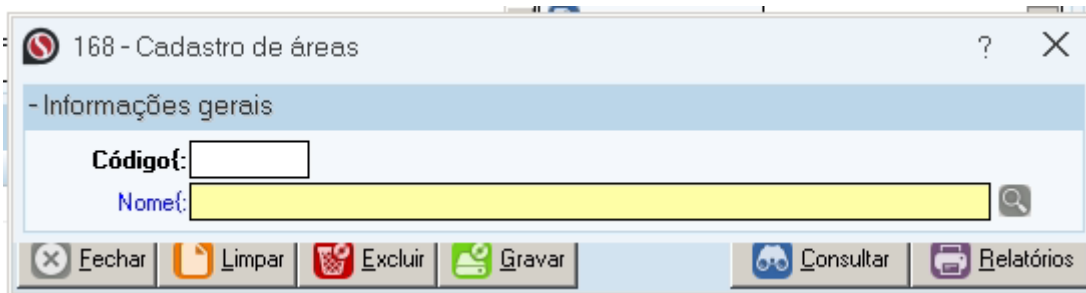 168 - Cadastro de áreas ?
- Informações gerais
Código{:
Nome{:
Fechar Limpar Excluir Gravar Consultar Relatórios